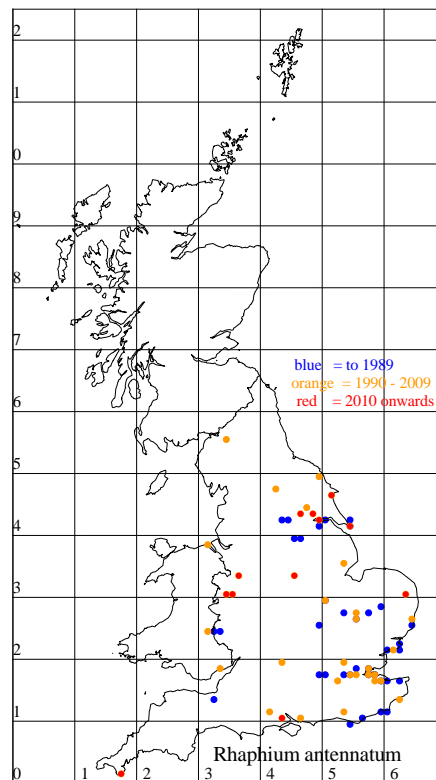 2
1
0
9
8
7
blue = to 1989
orange = 1990 - 2009
red = 2010 onwards
6
5
4
3
2
1
Rhaphium antennatum
0 1 2 3 4 5 6